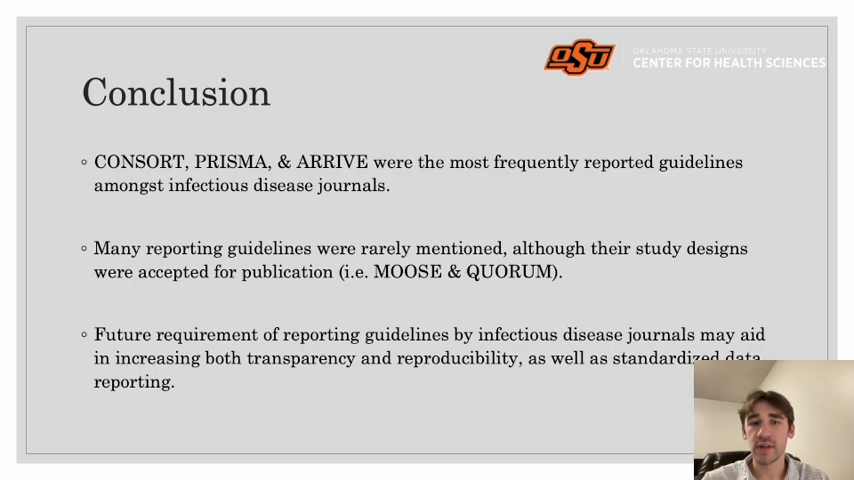 OSU
OKLAHOMA STATE UNIVERSITY
CENTER FOR HEALTH SCIENCES
Conclusion
◦ CONSORT, PRISMA, & ARRIVE were the most frequently reported guidelines
amongst infectious disease journals.
◦ Many reporting guidelines were rarely mentioned, although their study designs
were accepted for publication (i.e. MOOSE & QUORUM).
◦ Future requirement of reporting guidelines by infectious disease journals may aid
in increasing both transparency and reproducibility, as well as standardized data
reporting.